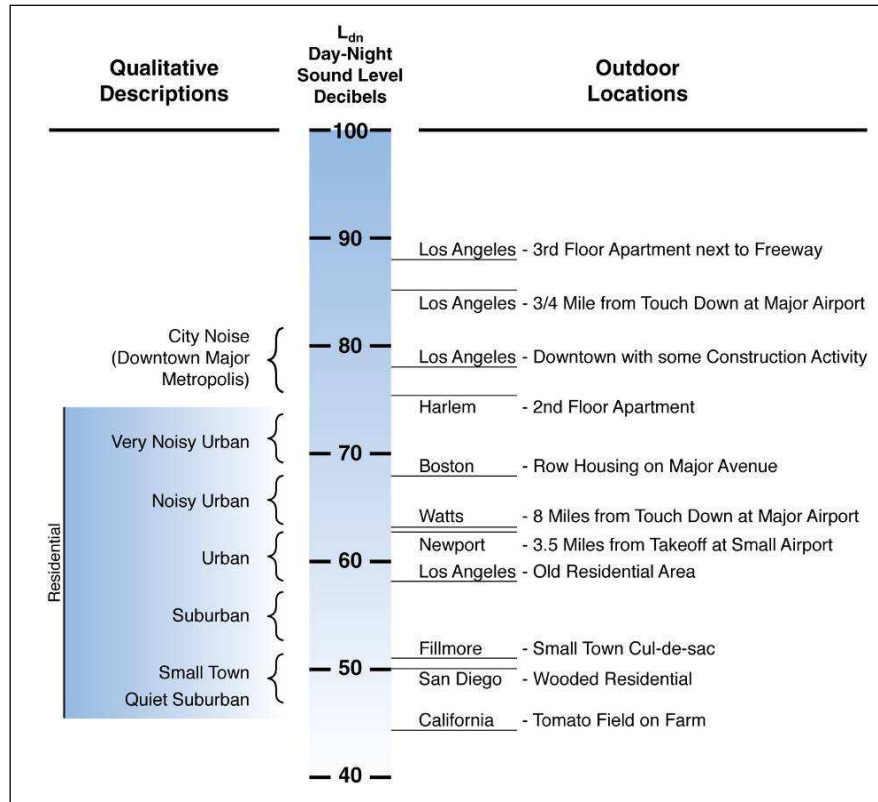 Qualitative
Descriptions
L_dn
Day-Night
Sound Level
Decibels
Outdoor
Locations
100
90
Los Angeles - 3rd Floor Apartment next to Freeway
Los Angeles - 3/4 Mile from Touch Down at Major Airport
City Noise
(Downtown Major
Metropolis)
80
Los Angeles - Downtown with some Construction Activity
Harlem - 2nd Floor Apartment
Very Noisy Urban
70
Boston - Row Housing on Major Avenue
Noisy Urban
Watts - 8 Miles from Touch Down at Major Airport
Newport - 3.5 Miles from Takeoff at Small Airport
Residential
Urban
60
Los Angeles - Old Residential Area
Suburban
Fillmore - Small Town Cul-de-sac
Small Town
50
San Diego - Wooded Residential
Quiet Suburban
California - Tomato Field on Farm
40